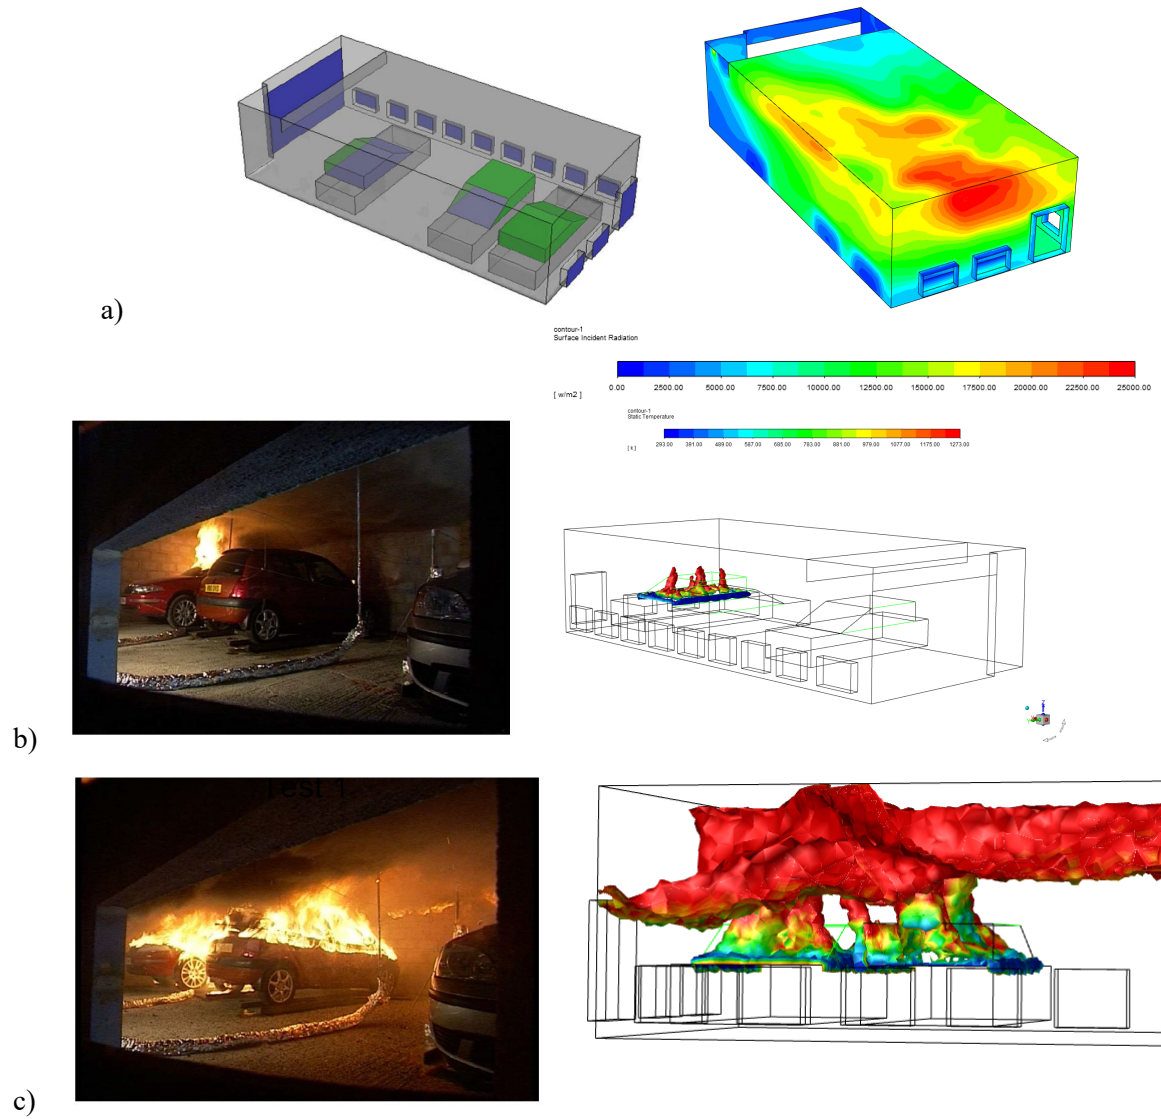 a)
contour-1
Surface Incident Radiation
0.00 2500.00 5000.00 7500.00 10000.00 12500.00 15000.00 17500.00 20000.00 22500.00 25000.00
[ w/m2 ]
contour-1
Static Temperature
293.00 391.00 489.00 587.00 685.00 783.00 881.00 979.00 1077.00 1175.00 1273.00
[ k ]
b)
Z
Test 1
c)